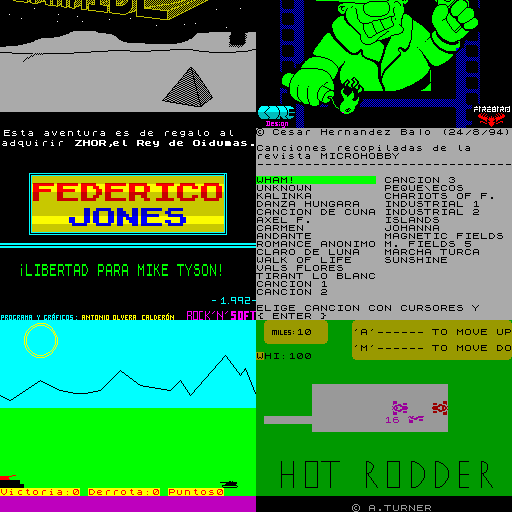 Esta aventura es de regalo al
adquirir ZHOR,el Rey de Oidumas.
FEDERICO
JONES
¡LIBERTAD PARA MIKE TYSON!
-1.992-
PROGRAMA Y GRÁFICOS: ANTONIO OLVERA CALDERÓN
ROCK'N'SOFT
CORE
Design
FIREBIRD
© Cesar Hernandez Baño (24/8/94)
Canciones recopiladas de la
revista MICROHOBBY
WHAM! CANCION 3
UNKNOWN PEQUE\ECOS
KALINKA CHARIOTS OF F.
DANZA HUNGARA INDUSTRIAL 1
CANCION DE CUNA INDUSTRIAL 2
AXEL F. ISLANDS
CARMEN JOHANNA
ANDANTE MAGNETIC FIELDS
ROMANCE ANONIMO M. FIELDS 5
CLARO DE LUNA MARCHA TURCA
WALK OF LIFE SUNSHINE
VALS FLORES
TIRANT LO BLANC
CANCION 1
CANCION 2
ELIGE CANCION CON CURSORES Y
{ ENTER }
Victoria:0 Derrota:0 Puntos0
MILES:10
WHI:100
'A'------ TO MOVE UP
'M'------ TO MOVE DO
16
HOT RODDER
© A.TURNER